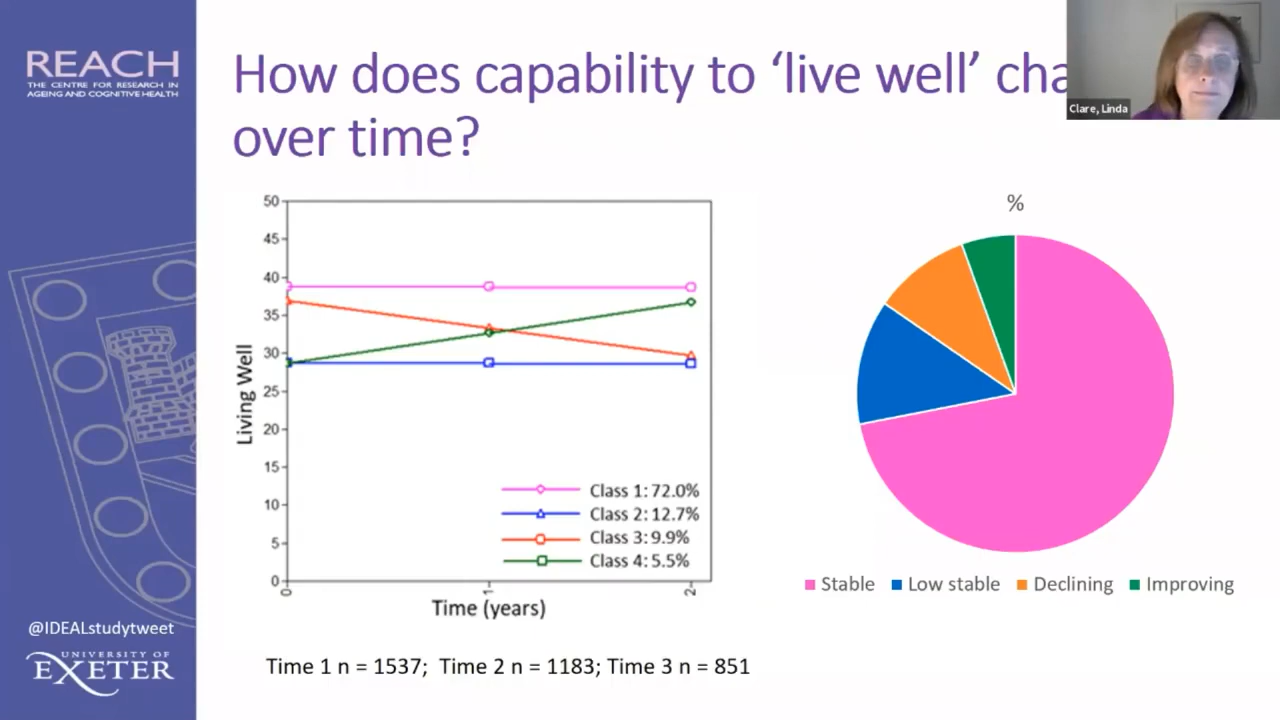 REACH
THE CENTRE FOR RESEARCH IN
AGEING AND COGNITIVE HEALTH
How does capability to ‘live well’ cha
over time?
Clare, Linda
50
45
40
35
30
25
20
15
10
5
0
Living Well
0
1
2
Time (years)
Class 1: 72.0%
Class 2: 12.7%
Class 3: 9.9%
Class 4: 5.5%
%
Stable
Low stable
Declining
Improving
@IDEALstudytweet
UNIVERSITY OF
EXETER
Time 1 n = 1537; Time 2 n = 1183; Time 3 n = 851